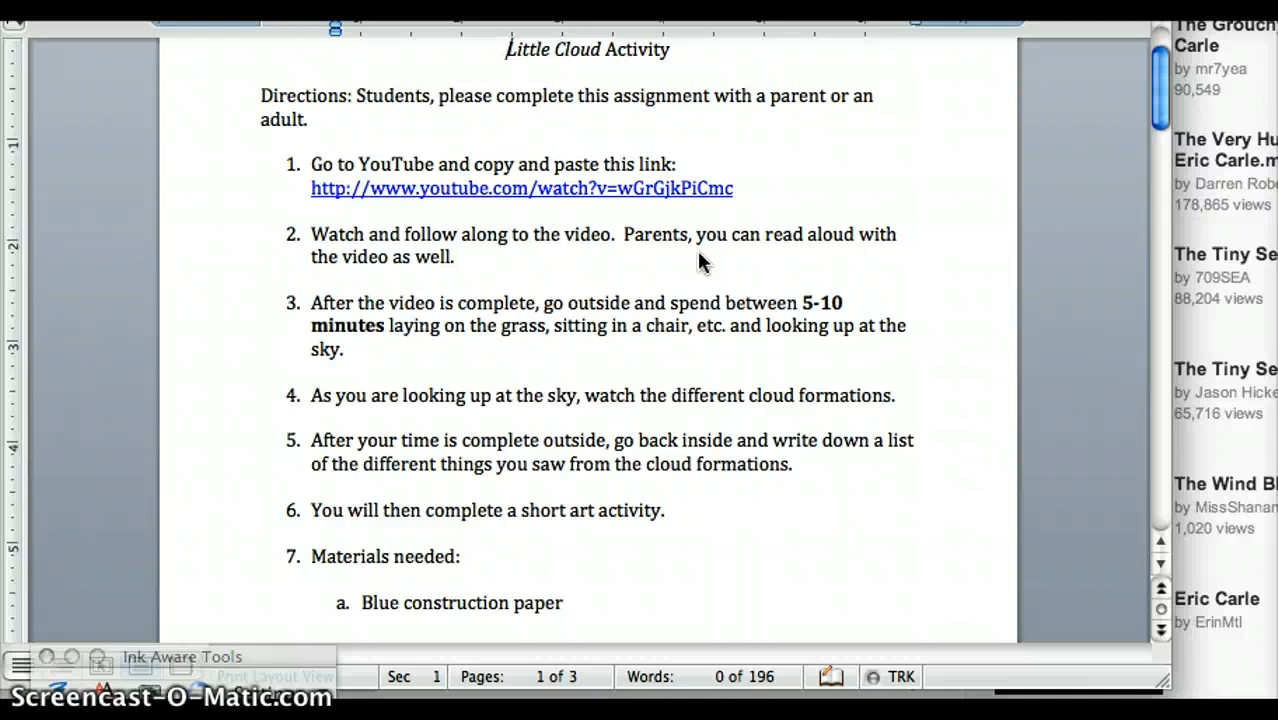 Little Cloud Activity
Directions: Students, please complete this assignment with a parent or an
adult.
1. Go to YouTube and copy and paste this link:
http://www.youtube.com/watch?v=wGrGjkPiCmc
2. Watch and follow along to the video. Parents, you can read aloud with
the video as well.
3. After the video is complete, go outside and spend between 5-10
minutes laying on the grass, sitting in a chair, etc. and looking up at the
sky.
4. As you are looking up at the sky, watch the different cloud formations.
5. After your time is complete outside, go back inside and write down a list
of the different things you saw from the cloud formations.
6. You will then complete a short art activity.
7. Materials needed:
a. Blue construction paper
The Grouch
Carle
by mr7yea
90,549
The Very Hu
Eric Carle.m
by Darren Robe
178,865 views
The Tiny Se
by 709SEA
88,204 views
The Tiny Se
by Jason Hicke
65,716 views
The Wind Bl
by MissShanan
1,020 views
Eric Carle
by ErinMtl
Ink Aware Tools
Print Layout View
Sec 1 Pages: 1 of 3 Words: 0 of 196 TRK
Screencast-O-Matic.com